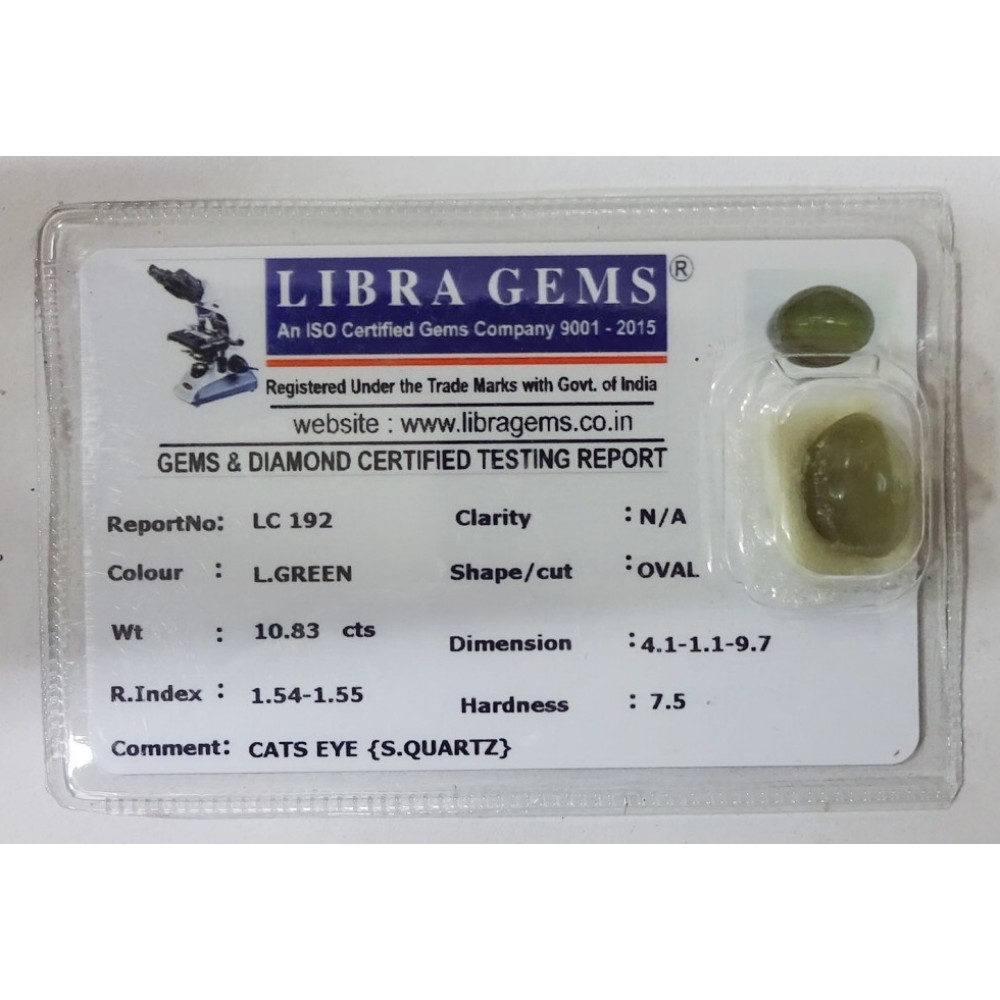 LIBRA GEMS ®
An ISO Certified Gems Company 9001 - 2015
Registered Under the Trade Marks with Govt. of India
website : www.libragems.co.in
GEMS & DIAMOND CERTIFIED TESTING REPORT
ReportNo: LC 192 Clarity : N/A
Colour : L.GREEN Shape/cut : OVAL
Wt : 10.83 cts Dimension : 4.1-1.1-9.7
R.Index : 1.54-1.55 Hardness : 7.5
Comment: CATS EYE {S.QUARTZ}